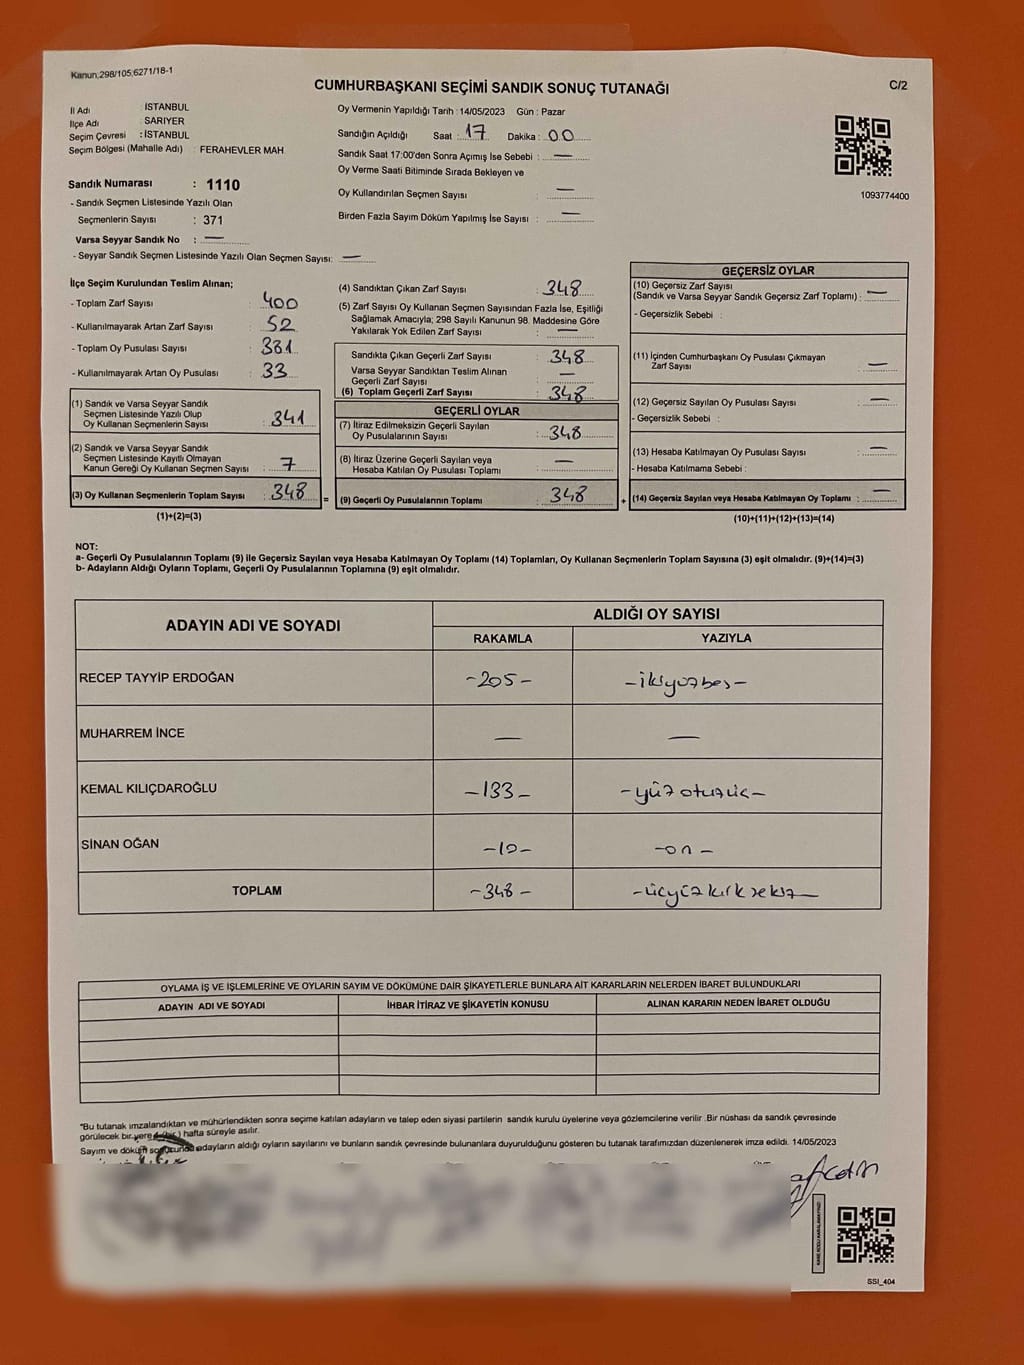 Kanun;298/105;6271/18-1
CUMHURBAŞKANI SEÇİMİ SANDIK SONUÇ TUTANAĞI
C/2
İl Adı : İSTANBUL
İlçe Adı : SARIYER
Seçim Çevresi : İSTANBUL
Seçim Bölgesi (Mahalle Adı) : FERAHEVLER MAH.
Sandık Numarası : 1110
- Sandık Seçmen Listesinde Yazılı Olan
Seçmenlerin Sayısı : 371
Varsa Seyyar Sandık No : —
- Seyyar Sandık Seçmen Listesinde Yazılı Olan Seçmen Sayısı: —
Oy Vermenin Yapıldığı Tarih : 14/05/2023 Gün : Pazar
Sandığın Açıldığı Saat : 17 Dakika : 00
Sandık Saat 17:00'den Sonra Açımış İse Sebebi : —
Oy Verme Saati Bitiminde Sırada Bekleyen ve
Oy Kullandırılan Seçmen Sayısı : —
Birden Fazla Sayım Döküm Yapılmış İse Sayısı : —
1093774400
İlçe Seçim Kurulundan Teslim Alınan;
- Toplam Zarf Sayısı : 400
- Kullanılmayarak Artan Zarf Sayısı : 52
- Toplam Oy Pusulası Sayısı : 381
- Kullanılmayarak Artan Oy Pusulası : 33
(1) Sandık ve Varsa Seyyar Sandık
Seçmen Listesinde Yazılı Olup
Oy Kullanan Seçmenlerin Sayısı : 341
(2) Sandık ve Varsa Seyyar Sandık
Seçmen Listesinde Kayıtlı Olmayan
Kanun Gereği Oy Kullanan Seçmen Sayısı : 7
(3) Oy Kullanan Seçmenlerin Toplam Sayısı : 348
(1)+(2)=(3)
(4) Sandıktan Çıkan Zarf Sayısı : 348
(5) Zarf Sayısı Oy Kullanan Seçmen Sayısından Fazla İse, Eşitliği
Sağlamak Amacıyla; 298 Sayılı Kanunun 98. Maddesine Göre
Yakılarak Yok Edilen Zarf Sayısı : —
Sandıkta Çıkan Geçerli Zarf Sayısı : 348
Varsa Seyyar Sandıktan Teslim Alınan
Geçerli Zarf Sayısı : —
(6) Toplam Geçerli Zarf Sayısı : 348
GEÇERLİ OYLAR
(7) İtiraz Edilmeksizin Geçerli Sayılan
Oy Pusulalarının Sayısı : 348
(8) İtiraz Üzerine Geçerli Sayılan veya
Hesaba Katılan Oy Pusulası Toplamı : —
= (9) Geçerli Oy Pusulalarının Toplamı : 348
GEÇERSİZ OYLAR
(10) Geçersiz Zarf Sayısı
(Sandık ve Varsa Seyyar Sandık Geçersiz Zarf Toplamı) : —
- Geçersizlik Sebebi :
(11) İçinden Cumhurbaşkanı Oy Pusulası Çıkmayan
Zarf Sayısı : —
(12) Geçersiz Sayılan Oy Pusulası Sayısı : —
- Geçersizlik Sebebi :
(13) Hesaba Katılmayan Oy Pusulası Sayısı : —
- Hesaba Katılmama Sebebi :
+ (14) Geçersiz Sayılan veya Hesaba Katılmayan Oy Toplamı : —
(10)+(11)+(12)+(13)=(14)
NOT:
a- Geçerli Oy Pusulalarının Toplamı (9) ile Geçersiz Sayılan veya Hesaba Katılmayan Oy Toplamı (14) Toplamları, Oy Kullanan Seçmenlerin Toplam Sayısına (3) eşit olmalıdır. (9)+(14)=(3)
b- Adayların Aldığı Oyların Toplamı, Geçerli Oy Pusulalarının Toplamına (9) eşit olmalıdır.
ADAYIN ADI VE SOYADI
ALDIĞI OY SAYISI
RAKAMLA YAZIYLA
RECEP TAYYİP ERDOĞAN -205- -ikiyüzbeş-
MUHARREM İNCE — —
KEMAL KILIÇDAROĞLU -133- -yüzotuzüç-
SİNAN OĞAN -10- -on-
TOPLAM -348- -üçyüzkırksekiz-
OYLAMA İŞ VE İŞLEMLERİNE VE OYLARIN SAYIM VE DÖKÜMÜNE DAİR ŞİKAYETLERLE BUNLARA AİT KARARLARIN NELERDEN İBARET BULUNDUKLARI
ADAYIN ADI VE SOYADI İHBAR İTİRAZ VE ŞİKAYETİN KONUSU ALINAN KARARIN NEDEN İBARET OLDUĞU
"Bu tutanak imzalandıktan ve mühürlendikten sonra seçime katılan adayların ve talep eden siyasi partilerin sandık kurulu üyelerine veya gözlemcilerine verilir .Bir nüshası da sandık çevresinde
görülecek bir yere 1 (bir) hafta süreyle asılır.
Sayım ve döküm sonucunda adayların aldığı oyların sayılarını ve bunların sandık çevresinde bulunanlara duyurulduğunu gösteren bu tutanak tarafımızdan düzenlenerek imza edildi. 14/05/2023
SSI_404